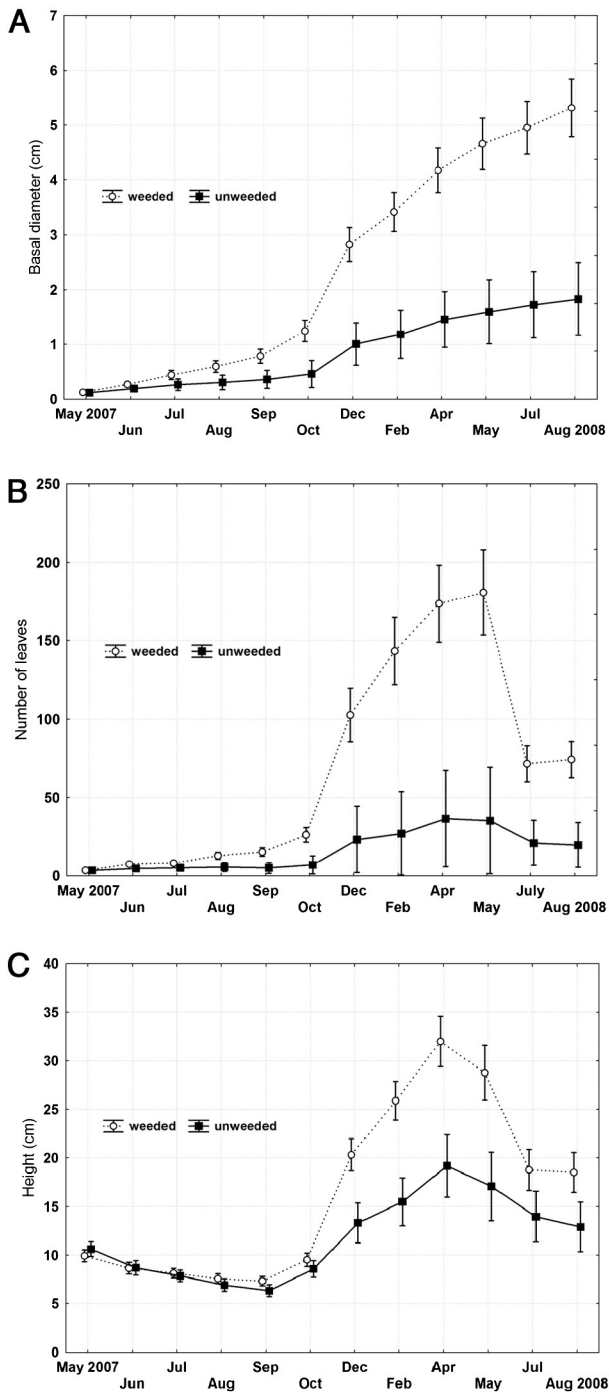 A
7
6
5
4
3
2
1
0
Basal diameter (cm)
weeded unweeded
May 2007 Jul Sep Dec Apr Jul
Jun Aug Oct Feb May Aug 2008
B
250
200
150
100
50
0
Number of leaves
weeded unweeded
May 2007 Jul Sep Dec Apr July
Jun Aug Oct Feb May Aug 2008
C
40
35
30
25
20
15
10
5
0
Height (cm)
weeded unweeded
May 2007 Jul Sep Dec Apr Jul
Jun Aug Oct Feb May Aug 2008